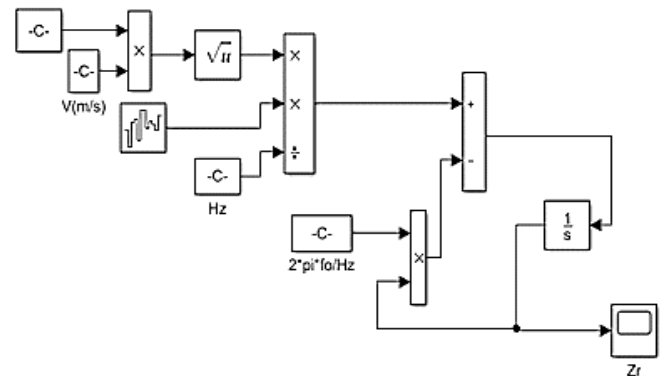 -C-
×
√u
×
-C-
V(m/s)
×
+
÷
-C-
-
Hz
-C-
1
s
×
2*pi*fo/Hz
Zr